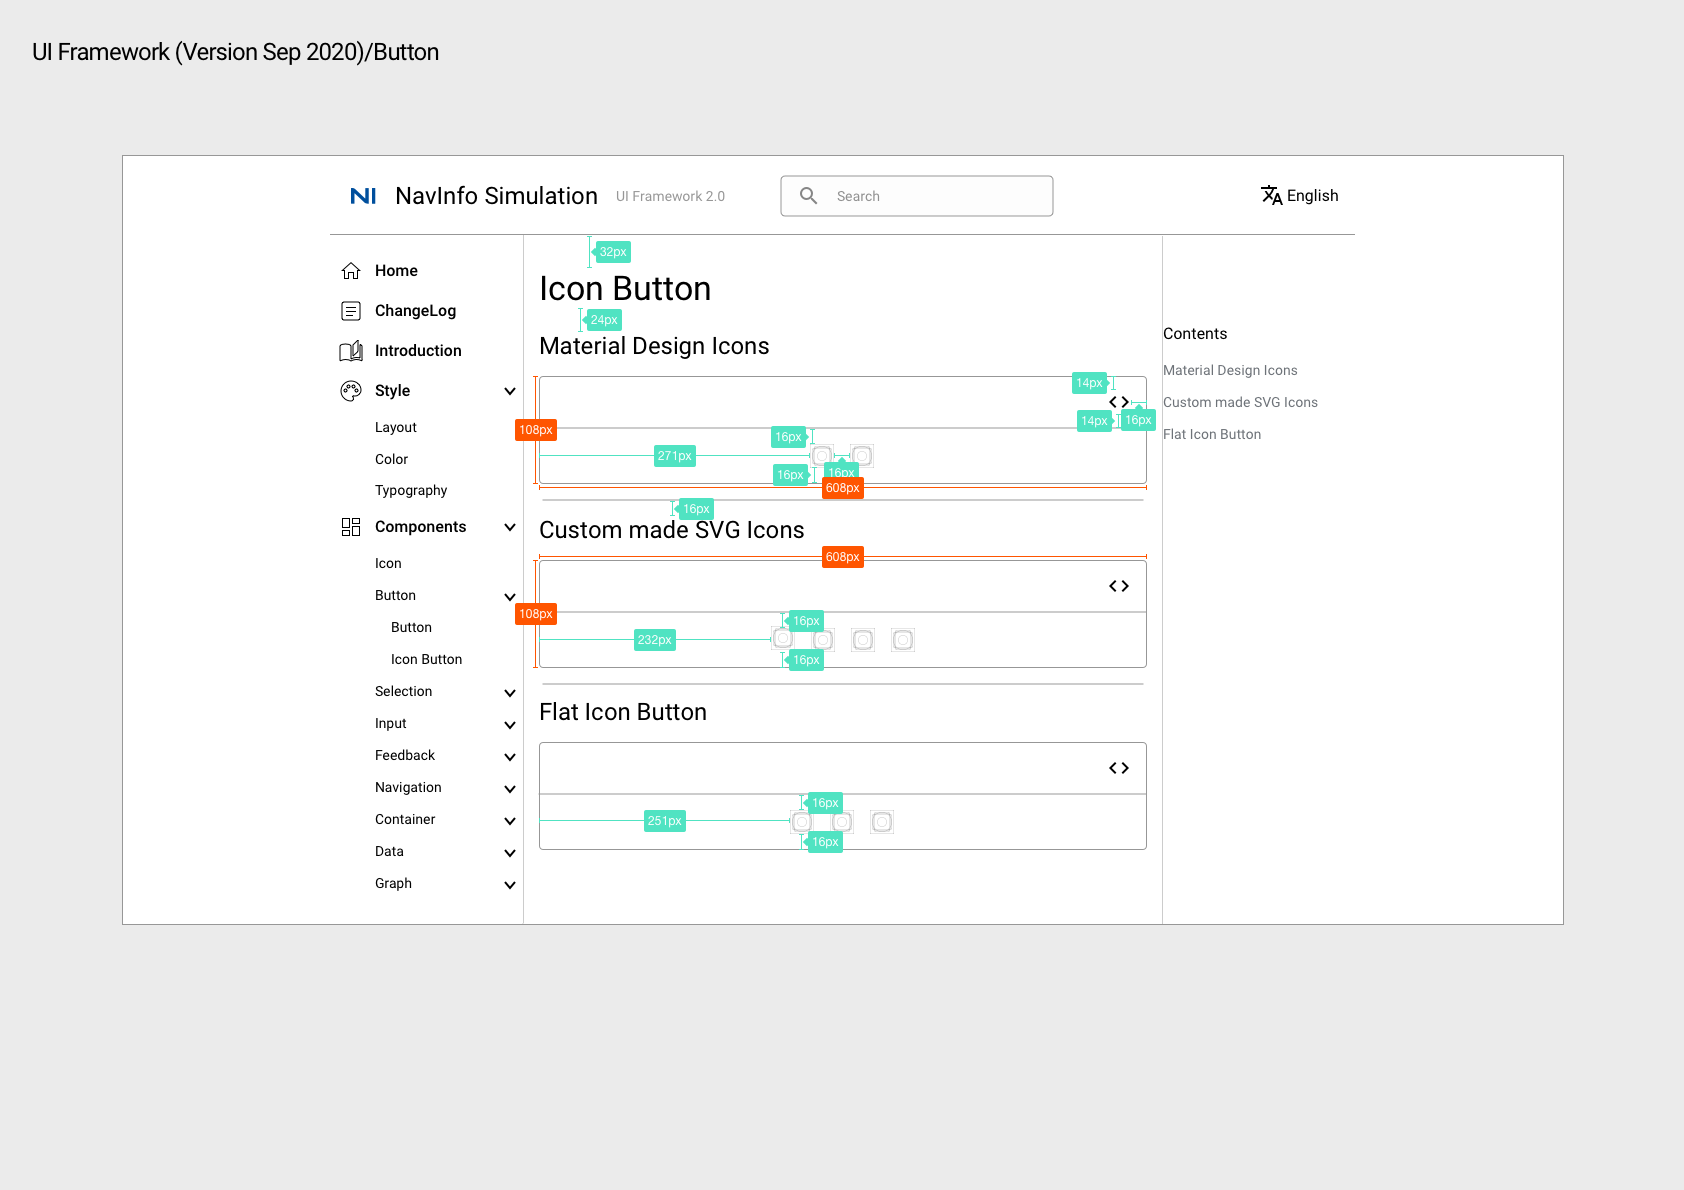 UI Framework (Version Sep 2020)/Button
NI NavInfo Simulation UI Framework 2.0 Search English
Home
ChangeLog
Introduction
Style
Layout
Color
Typography
Components
Icon
Button
Button
Icon Button
Selection
Input
Feedback
Navigation
Container
Data
Graph
32px
Icon Button
24px
Material Design Icons
14px
108px
14px
16px
16px
271px
16px
16px
608px
16px
Custom made SVG Icons
608px
108px
16px
232px
16px
Flat Icon Button
16px
251px
16px
Contents
Material Design Icons
Custom made SVG Icons
Flat Icon Button